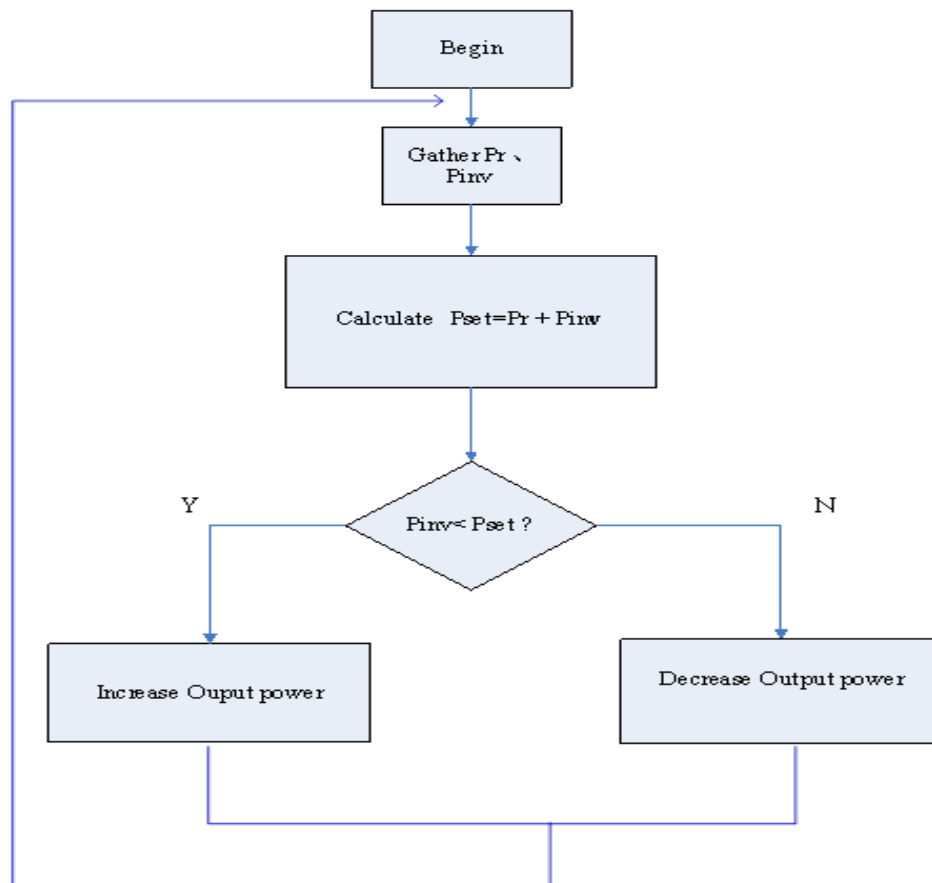 Begin
Gather Pr、
Pinv
Calculate Pset=Pr + Pinv
Y
N
Pinv< Pset ?
Increase Ouput power
Decrease Output power